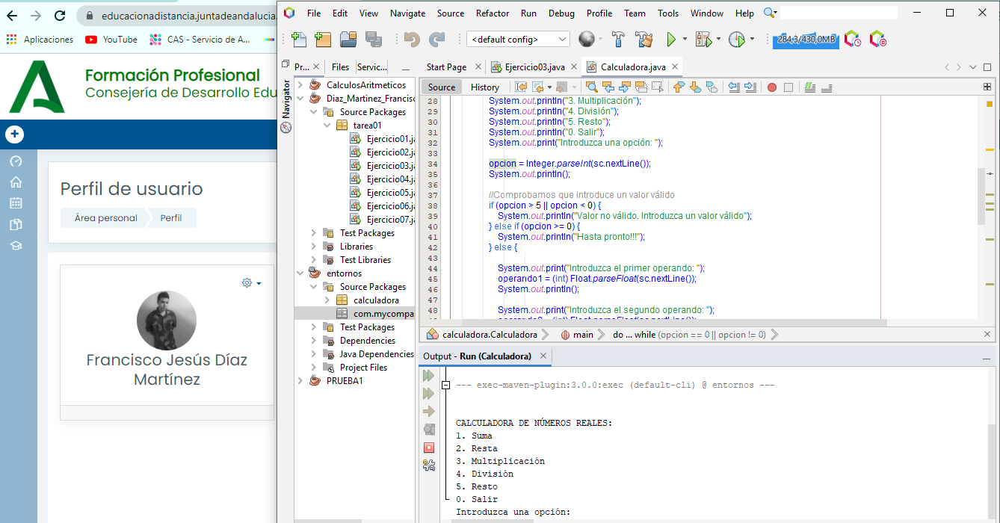 educacionadistancia.juntadeandalucia.
Aplicaciones
YouTube
CAS - Servicio de A...
Formación Profesional
Consejería de Desarrollo Edu
Perfil de usuario
Área personal
Perfil
Francisco Jesús Díaz
Martínez
File Edit View Navigate Source Refactor Run Debug Profile Team Tools Window Help
<default config>
284,3/430,0MB
Pr...
Files
Servic...
Navigator
CalculosAritmeticos
Diaz_Martinez_Francisc
Source Packages
tarea01
Ejercicio01.ja
Ejercicio02.ja
Ejercicio03.ja
Ejercicio04.ja
Ejercicio05.ja
Ejercicio06.ja
Ejercicio07.ja
Test Packages
Libraries
Test Libraries
entornos
Source Packages
calculadora
com.mycompa
Test Packages
Dependencies
Java Dependencies
Project Files
PRUEBA1
Start Page
Ejercicio03.java
Calculadora.java
Source
History
28 System.out.println("3. Multiplicación");
29 System.out.println("4. División");
30 System.out.println("5. Resto");
31 System.out.println("0. Salir");
32 System.out.print("Introduzca una opción: ");
33
34 opcion = Integer.parseInt(sc.nextLine());
35 System.out.println();
36
37 //Comprobamos que introduce un valor válido
38 if (opcion > 5 || opcion < 0) {
39 System.out.println("Valor no válido. Introduzca un valor válido");
40 } else if (opcion >= 0) {
41 System.out.println("Hasta pronto!!!");
42 } else {
43
44 System.out.print("Introduzca el primer operando: ");
45 operando1 = (int) Float.parseFloat(sc.nextLine());
46 System.out.println();
47
48 System.out.print("Introduzca el segundo operando: ");
calculadora.Calculadora
main
do ... while (opcion == 0 || opcion != 0)
Output - Run (Calculadora)
--- exec-maven-plugin:3.0.0:exec (default-cli) @ entornos ---
CALCULADORA DE NÚMEROS REALES:
1. Suma
2. Resta
3. Multiplicación
4. División
5. Resto
0. Salir
Introduzca una opción: